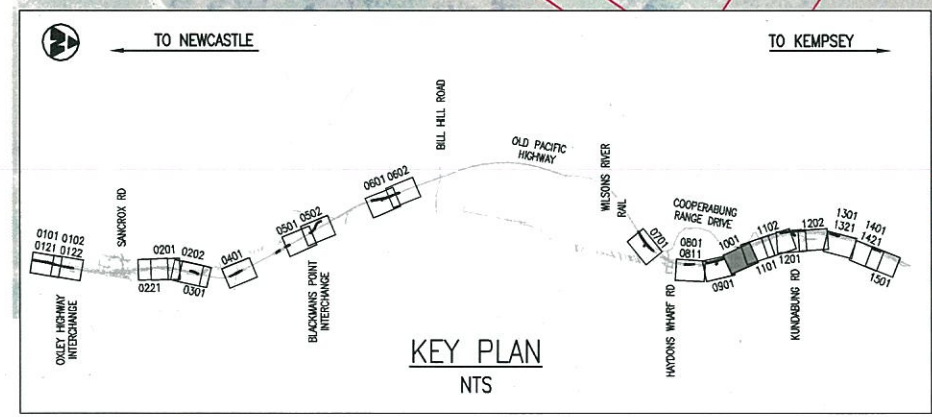 TO NEWCASTLE
TO KEMPSEY
BILL HILL ROAD
OLD PACIFIC
HIGHWAY
WILSONS RIVER
RAIL
COOPERABUNG
RANGE DRIVE
SANCROX RD
0101 0102
0121 0122
0201
0202
0221
0301
0401
0501 0502
0601 0602
0701
0801
0811
0901
1001
1102
1101
1201
1202
1301
1321
1401
1421
1501
OXLEY HIGHWAY
INTERCHANGE
BLACKMANS POINT
INTERCHANGE
HAYDONS WHARF RD
KUNDABUNG RD
KEY PLAN
NTS